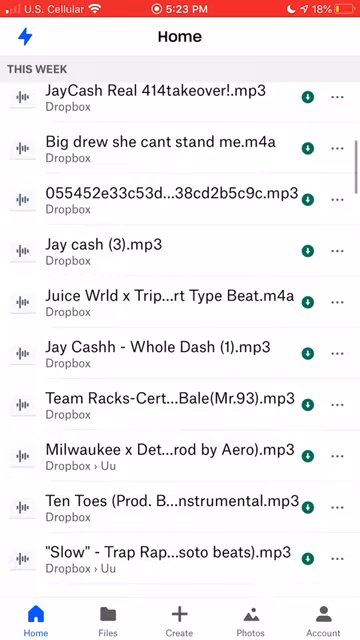 U.S. Cellular
5:23 PM
18%
Home
THIS WEEK
JayCash Real 414takeover!.mp3
Dropbox
Big drew she cant stand me.m4a
Dropbox
055452e33c53d...38cd2b5c9c.mp3
Dropbox
Jay cash (3).mp3
Dropbox
Juice Wrld x Trip...rt Type Beat.m4a
Dropbox
Jay Cashh - Whole Dash (1).mp3
Dropbox
Team Racks-Cert...Bale(Mr.93).mp3
Dropbox
Milwaukee x Det...rod by Aero).mp3
Dropbox › Uu
Ten Toes (Prod. B...nstrumental.mp3
Dropbox
"Slow" - Trap Rap...soto beats).mp3
Dropbox › Uu
Home
Files
Create
Photos
Account